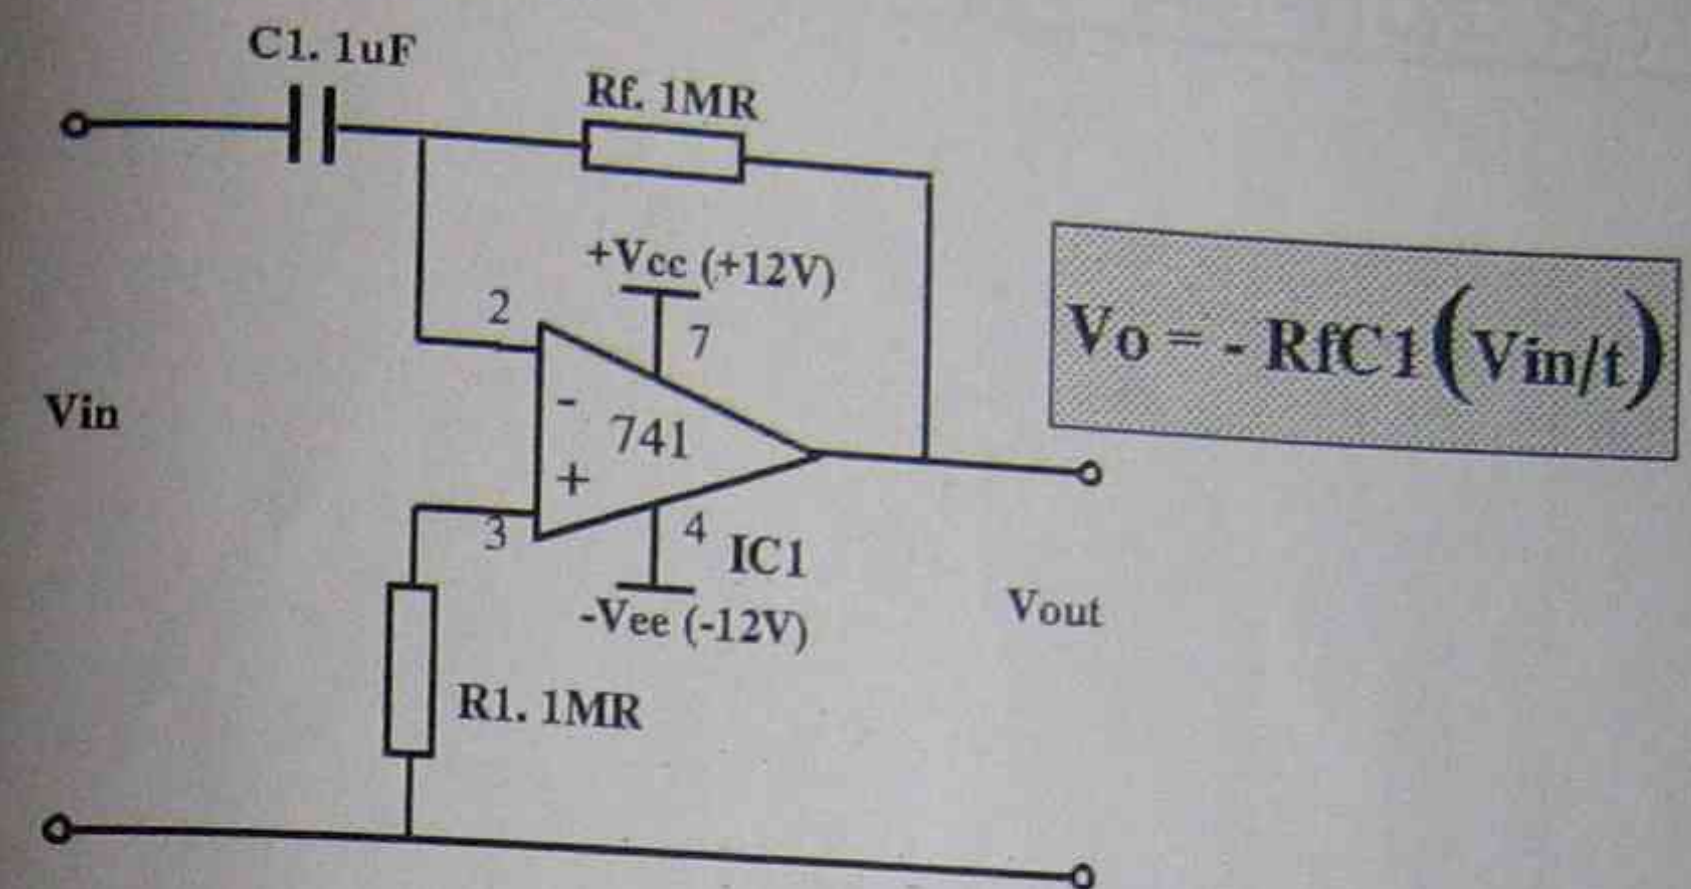 C1. 1uF
Rf. 1MR
+Vcc (+12V)
2
7
Vo = - RfC1(Vin/t)
Vin
-
741
+
3
4
IC1
-Vee (-12V)
Vout
R1. 1MR